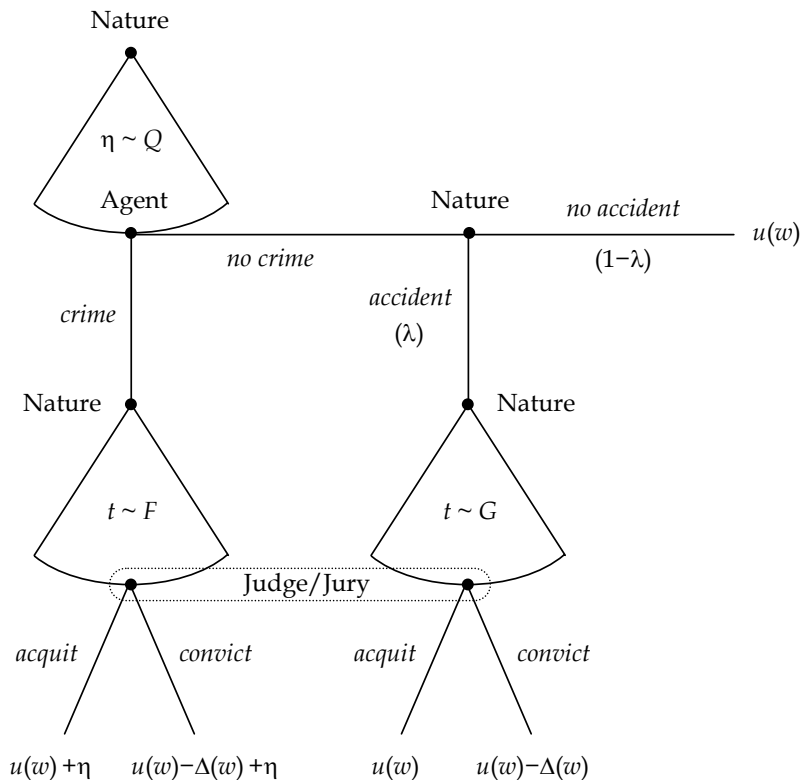 Nature
η ~ Q
Agent
Nature
no accident
u(w)
no crime
(1−λ)
crime
accident
(λ)
Nature
Nature
t ~ F
t ~ G
Judge/Jury
acquit
convict
acquit
convict
u(w) +η
u(w)−Δ(w) +η
u(w)
u(w)−Δ(w)